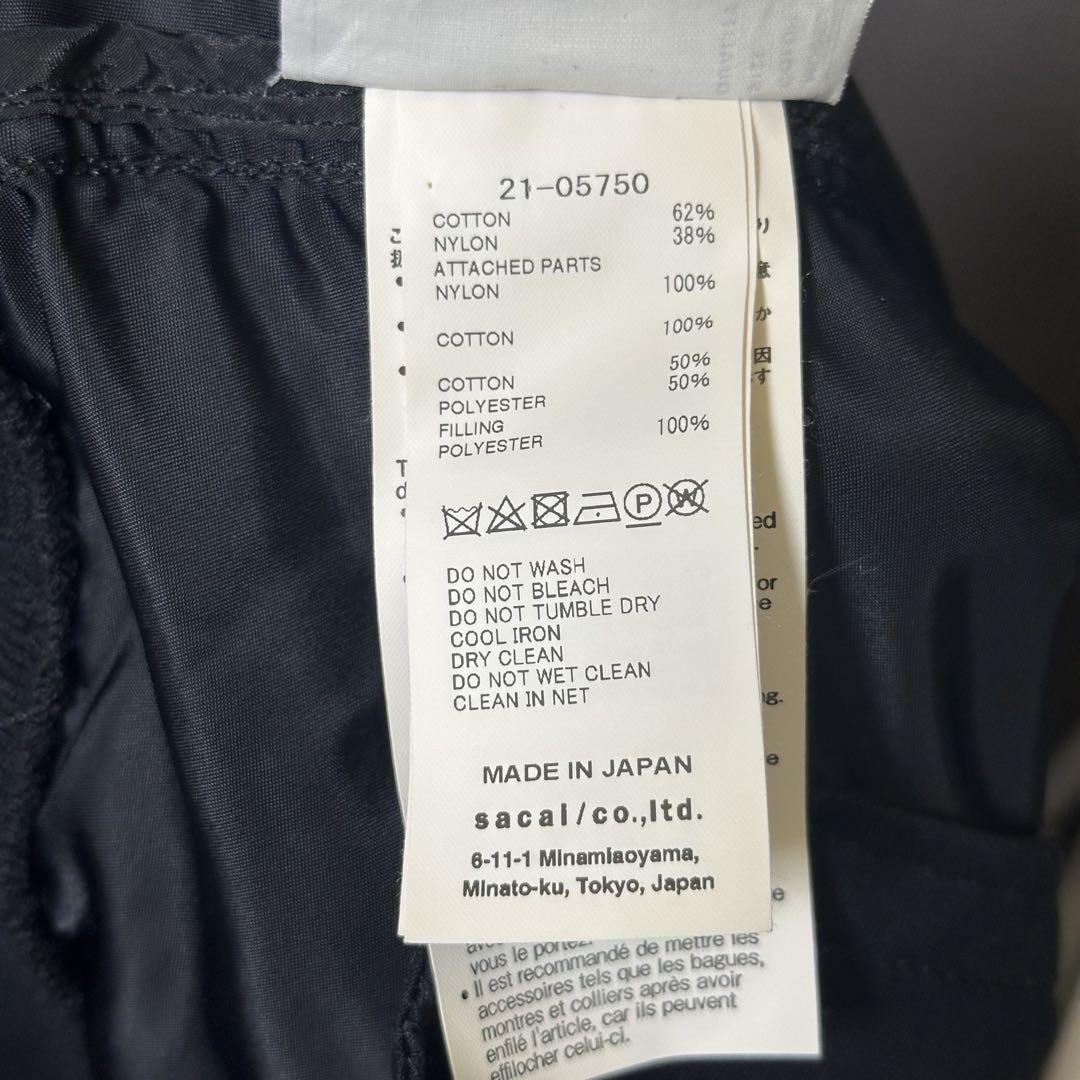 21-05750
COTTON 62%
NYLON 38%
ATTACHED PARTS
NYLON 100%
COTTON 100%
COTTON 50%
POLYESTER 50%
FILLING
POLYESTER 100%
P W
DO NOT WASH
DO NOT BLEACH
DO NOT TUMBLE DRY
COOL IRON
DRY CLEAN
DO NOT WET CLEAN
CLEAN IN NET
MADE IN JAPAN
sacai/co.,ltd.
6-11-1 Minamiaoyama,
Minato-ku, Tokyo, Japan
vous le portez.
• Il est recommandé de mettre les
accessoires tels que les bagues,
montres et colliers après avoir
enfilé l'article, car ils peuvent
effilocher celui-ci.